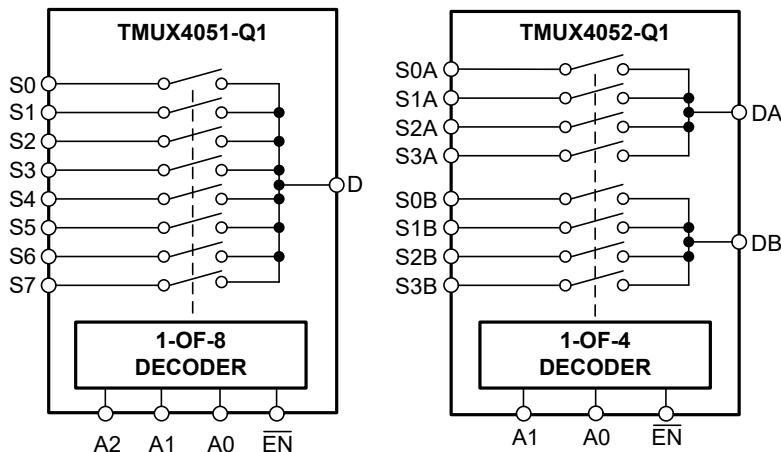 TMUX4051-Q1
S0
S1
S2
S3
S4
S5
S6
S7
D
1-OF-8
DECODER
A2 A1 A0 EN
TMUX4052-Q1
S0A
S1A
S2A
S3A
S0B
S1B
S2B
S3B
DA
DB
1-OF-4
DECODER
A1 A0 EN